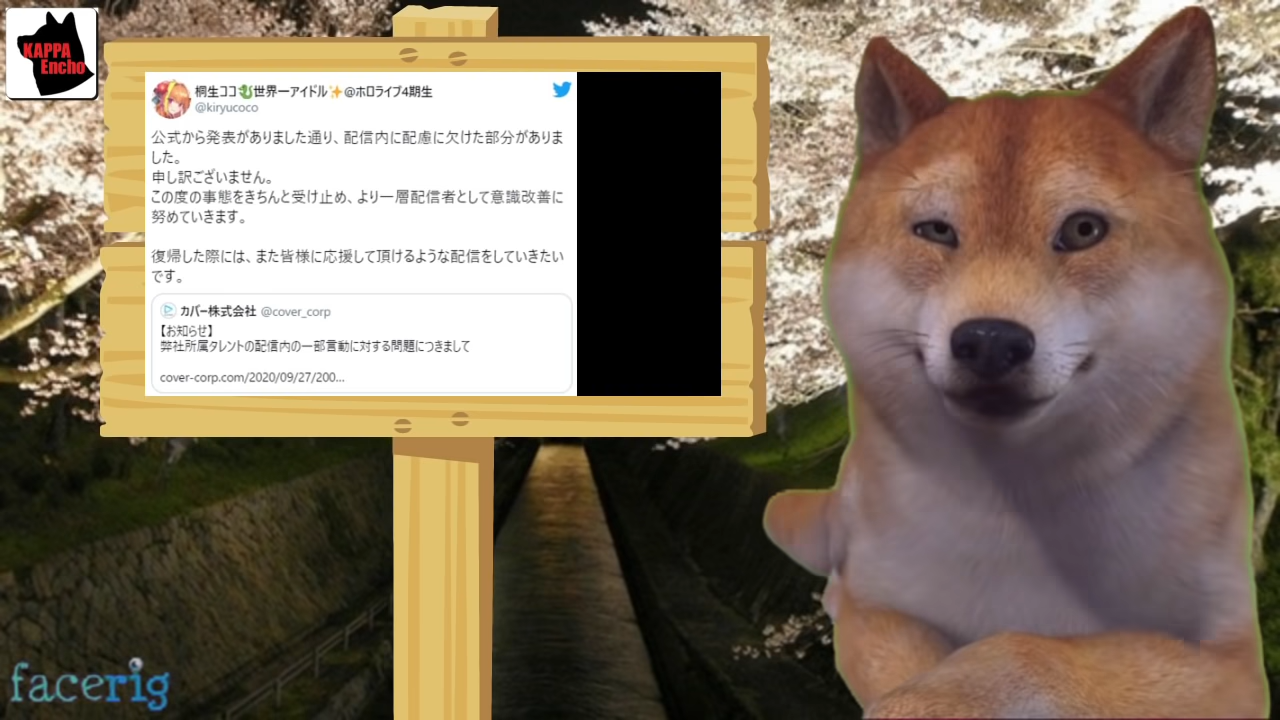 KAPPA
Encho
桐生ココ🐉世界一アイドル✨@ホロライブ4期生
@kiryucoco
公式から発表がありました通り、配信内に配慮に欠けた部分がありま
した。
申し訳ございません。
この度の事態をきちんと受け止め、より一層配信者として意識改善に
努めていきます。
復帰した際には、また皆様に応援して頂けるような配信をしていきたい
です。
カバー株式会社 @cover_corp
【お知らせ】
弊社所属タレントの配信内の一部言動に対する問題につきまして
cover-corp.com/2020/09/27/200...
facerig